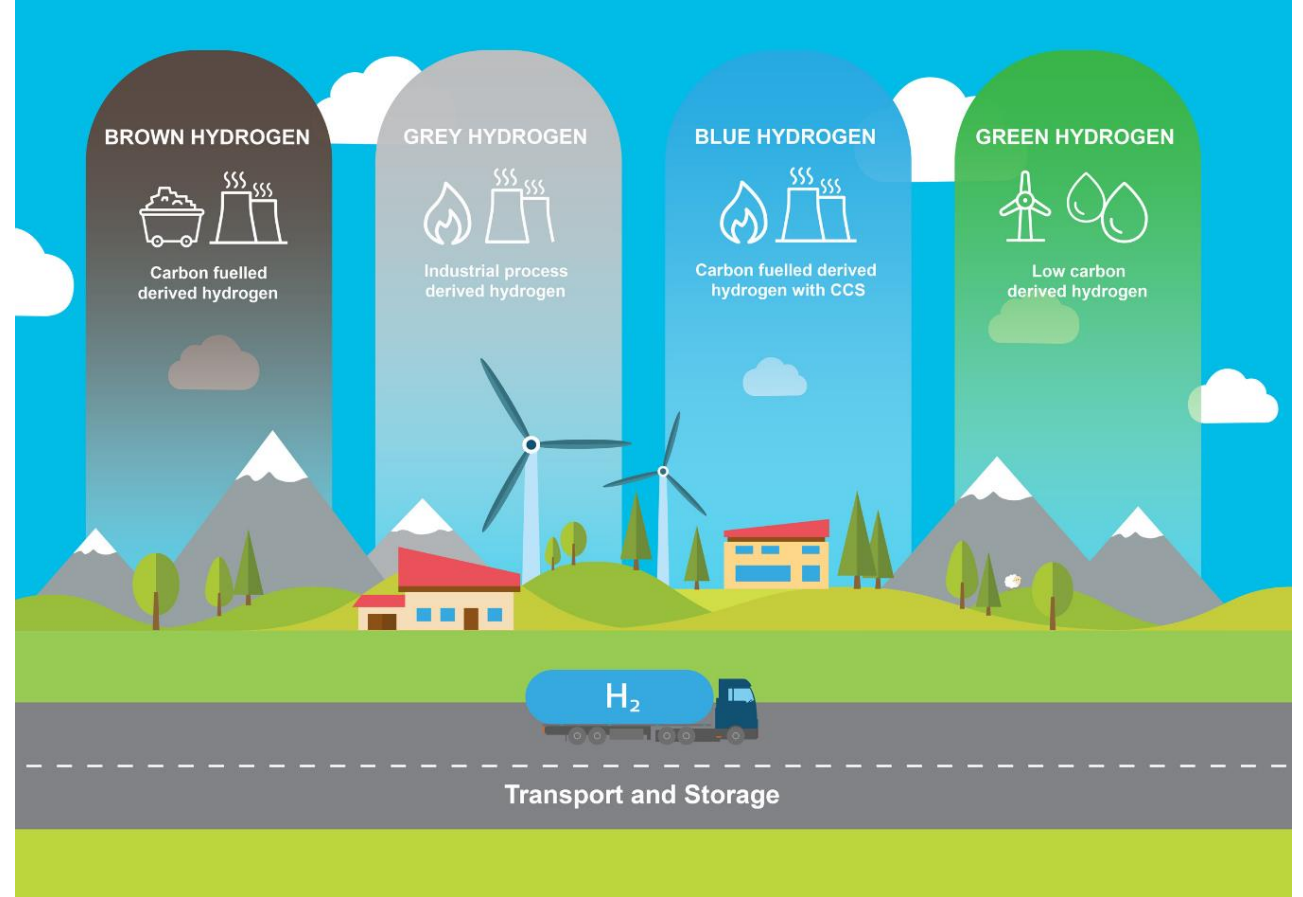 BROWN HYDROGEN
Carbon fuelled
derived hydrogen
GREY HYDROGEN
Industrial process
derived hydrogen
BLUE HYDROGEN
Carbon fuelled derived
hydrogen with CCS
GREEN HYDROGEN
Low carbon
derived hydrogen
H₂
Transport and Storage